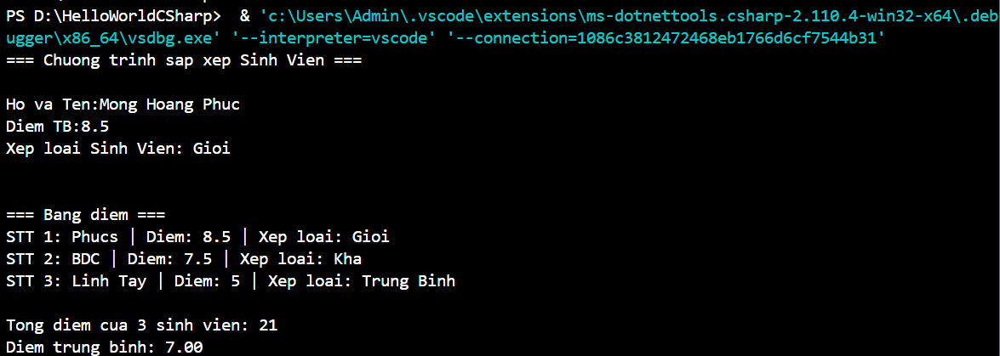 PS D:\HelloWorldCSharp>  & 'c:\Users\Admin\.vscode\extensions\ms-dotnettools.csharp-2.110.4-win32-x64\.deb
ugger\x86_64\vsdbg.exe' '--interpreter=vscode' '--connection=1086c3812472468eb1766d6cf7544b31'
=== Chuong trinh sap xep Sinh Vien ===
Ho va Ten:Mong Hoang Phuc
Diem TB:8.5
Xep loai Sinh Vien: Gioi
=== Bang diem ===
STT 1: Phucs | Diem: 8.5 | Xep loai: Gioi
STT 2: BDC | Diem: 7.5 | Xep loai: Kha
STT 3: Linh Tay | Diem: 5 | Xep loai: Trung Binh
Tong diem cua 3 sinh vien: 21
Diem trung binh: 7.00